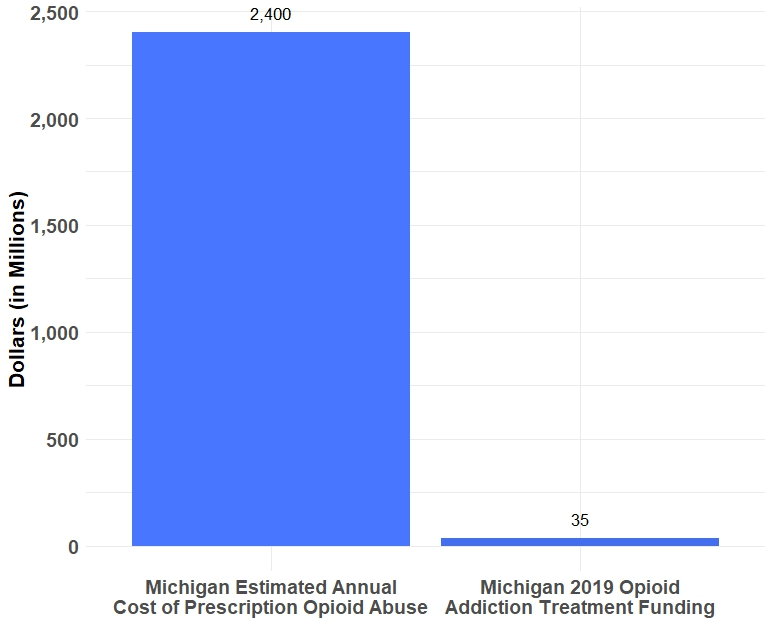 2,500
2,400
2,000
1,500
1,000
500
35
0
Dollars (in Millions)
Michigan Estimated Annual
Cost of Prescription Opioid Abuse
Michigan 2019 Opioid
Addiction Treatment Funding